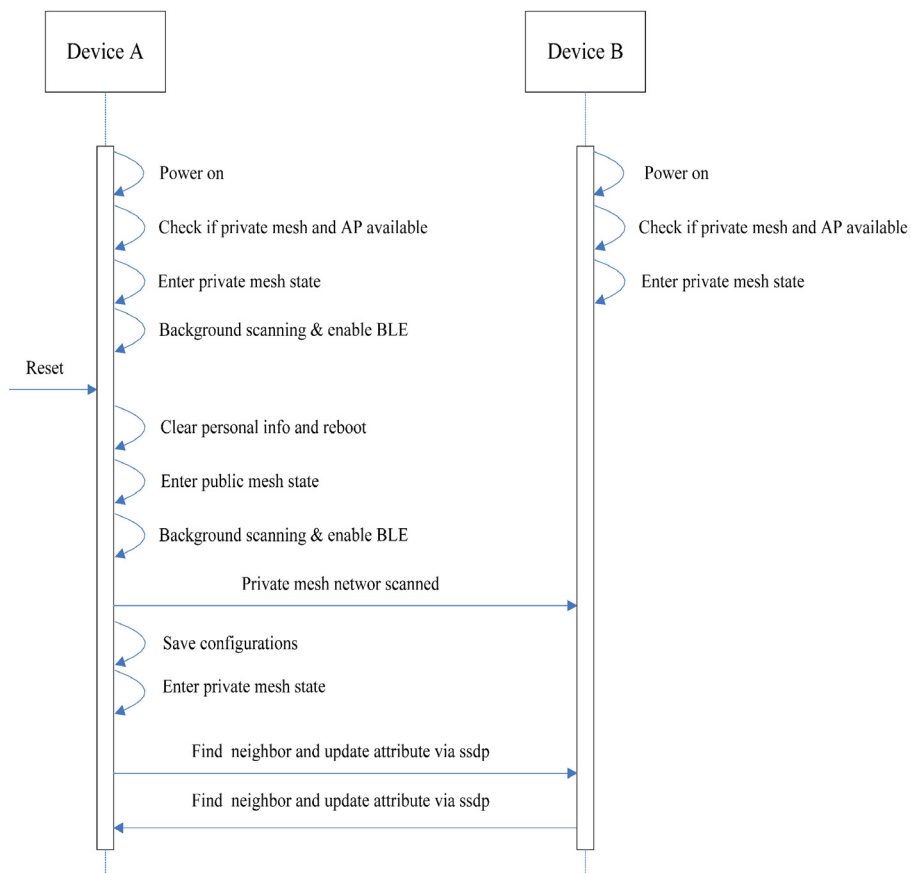 Device A
Device B
Power on
Power on
Check if private mesh and AP available
Check if private mesh and AP available
Enter private mesh state
Enter private mesh state
Background scanning & enable BLE
Reset
Clear personal info and reboot
Enter public mesh state
Background scanning & enable BLE
Private mesh networ scanned
Save configurations
Enter private mesh state
Find neighbor and update attribute via ssdp
Find neighbor and update attribute via ssdp